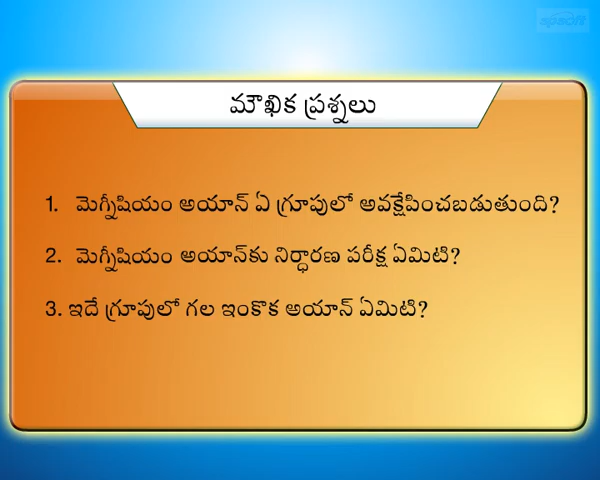 మౌఖిక ప్రశ్నలు
1. మెగ్నీషియం అయాన్ ఏ గ్రూపులో అవక్షేపించబడుతుంది?
2. మెగ్నీషియం అయాన్‌కు నిర్ధారణ పరీక్ష ఏమిటి?
3. ఇదే గ్రూపులో గల ఇంకొక అయాన్ ఏమిటి?